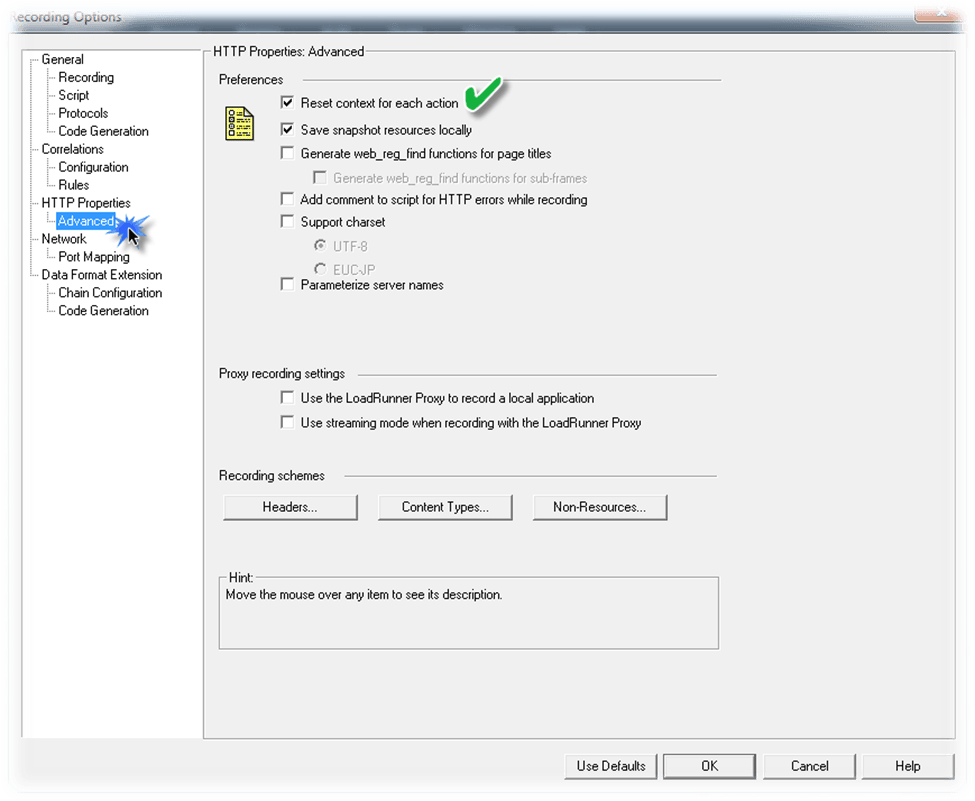 Recording Options
General
Recording
Script
Protocols
Code Generation
Correlations
Configuration
Rules
HTTP Properties
Advanced
Network
Port Mapping
Data Format Extension
Chain Configuration
Code Generation
HTTP Properties: Advanced
Preferences
Reset context for each action
Save snapshot resources locally
Generate web_reg_find functions for page titles
Generate web_reg_find functions for sub-frames
Add comment to script for HTTP errors while recording
Support charset
UTF-8
EUC-JP
Parameterize server names
Proxy recording settings
Use the LoadRunner Proxy to record a local application
Use streaming mode when recording with the LoadRunner Proxy
Recording schemes
Headers... Content Types... Non-Resources...
Hint:
Move the mouse over any item to see its description.
Use Defaults OK Cancel Help